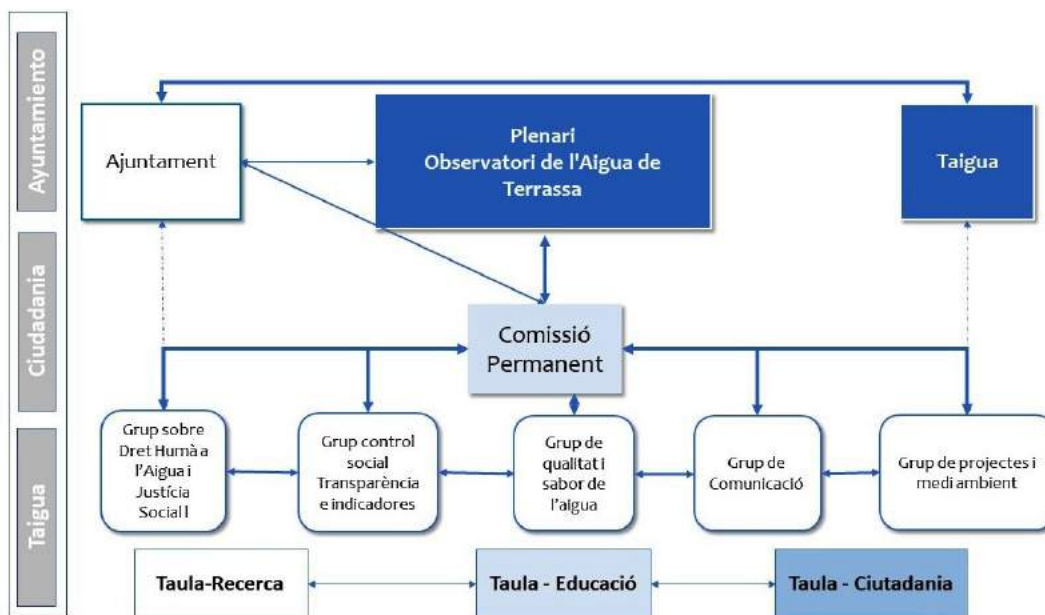 Ayuntamiento
Ciudadania
Taigua
Ajuntament
Plenari
Observatori de l'Aigua de
Terrassa
Taigua
Comissió
Permanent
Grup sobre
Dret Humà a
l'Aigua i
Justícia
Social l
Grup control
social
Transparència
e indicadores
Grup de
qualitat i
sabor de
l'aigua
Grup de
Comunicació
Grup de projectes i
medi ambient
Taula-Recerca
Taula - Educació
Taula - Ciutadania